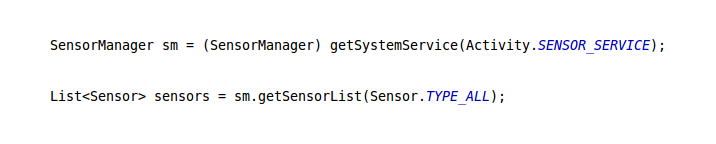 SensorManager sm = (SensorManager) getSystemService(Activity.SENSOR_SERVICE);
List<Sensor> sensors = sm.getSensorList(Sensor.TYPE_ALL);